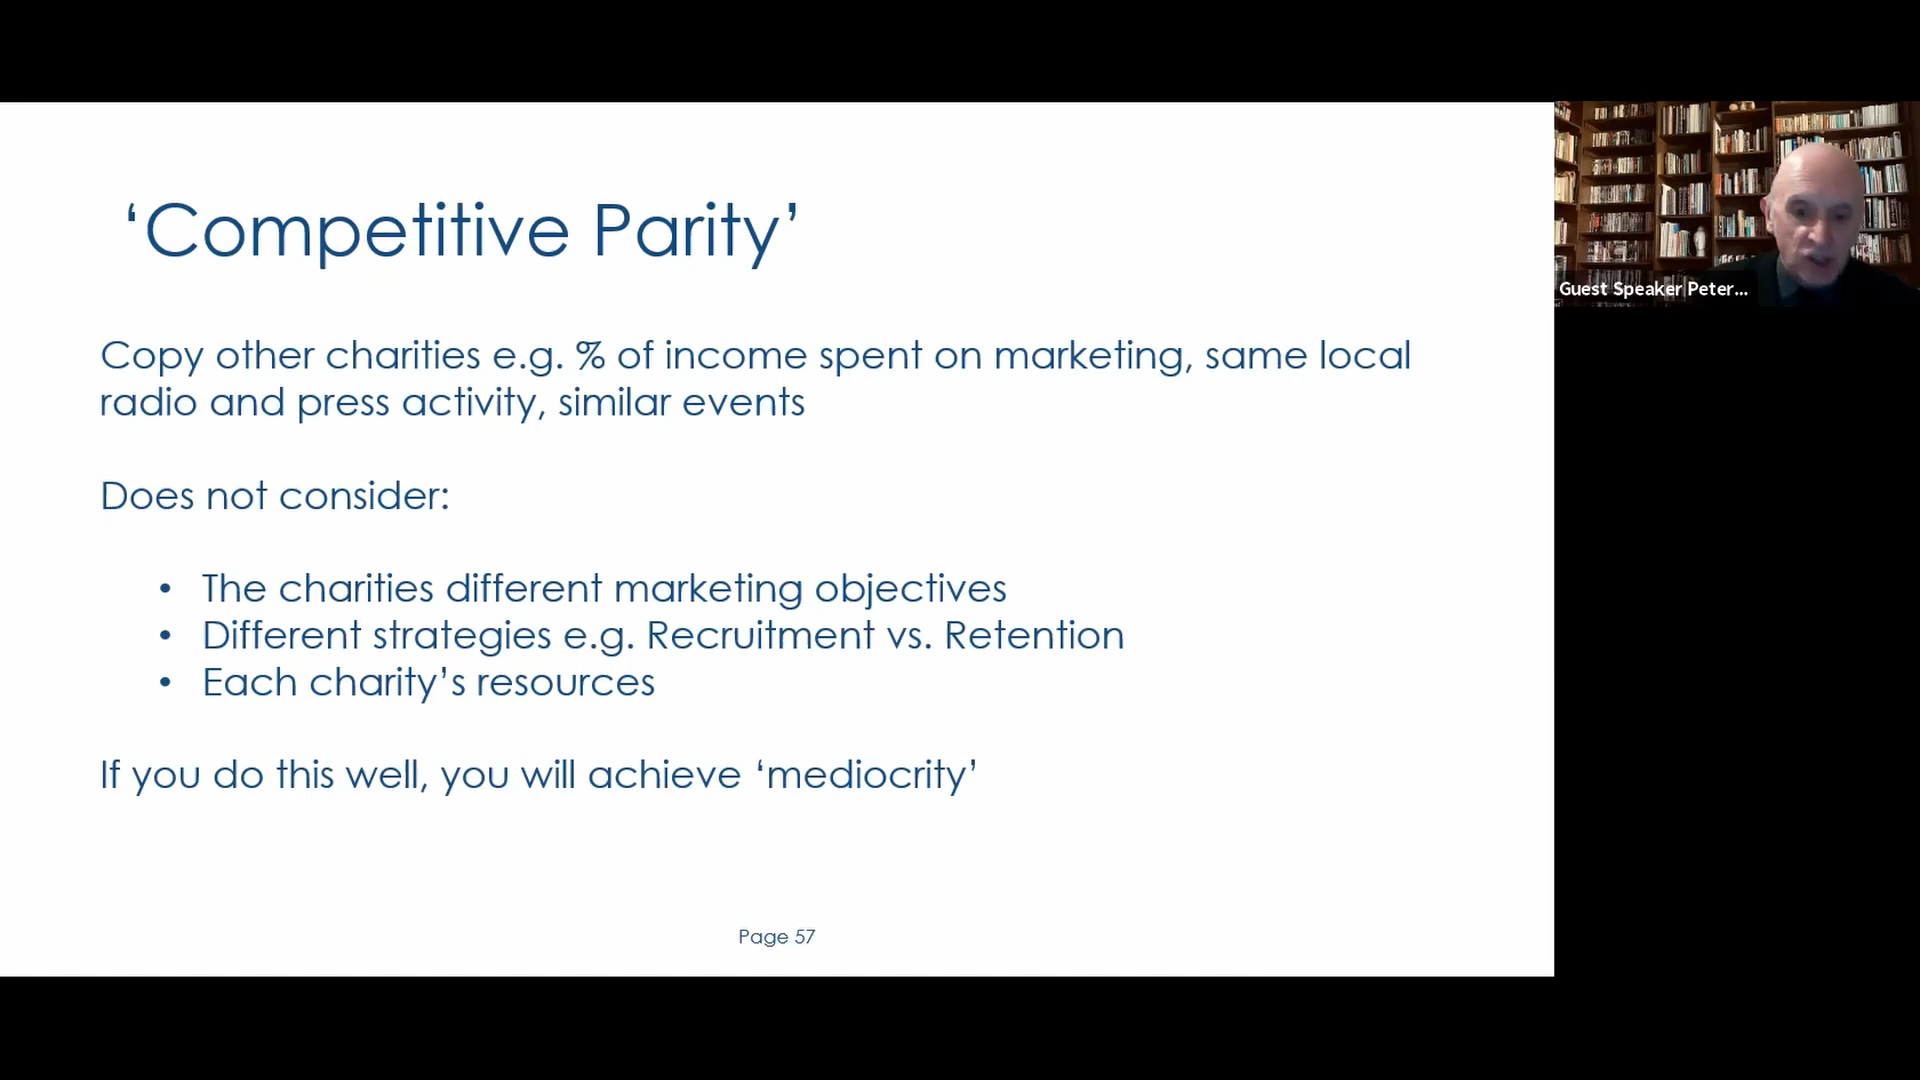 ‘Competitive Parity’
Copy other charities e.g. % of income spent on marketing, same local
radio and press activity, similar events
Does not consider:
• The charities different marketing objectives
• Different strategies e.g. Recruitment vs. Retention
• Each charity’s resources
If you do this well, you will achieve ‘mediocrity’
Page 57
Guest Speaker Peter...